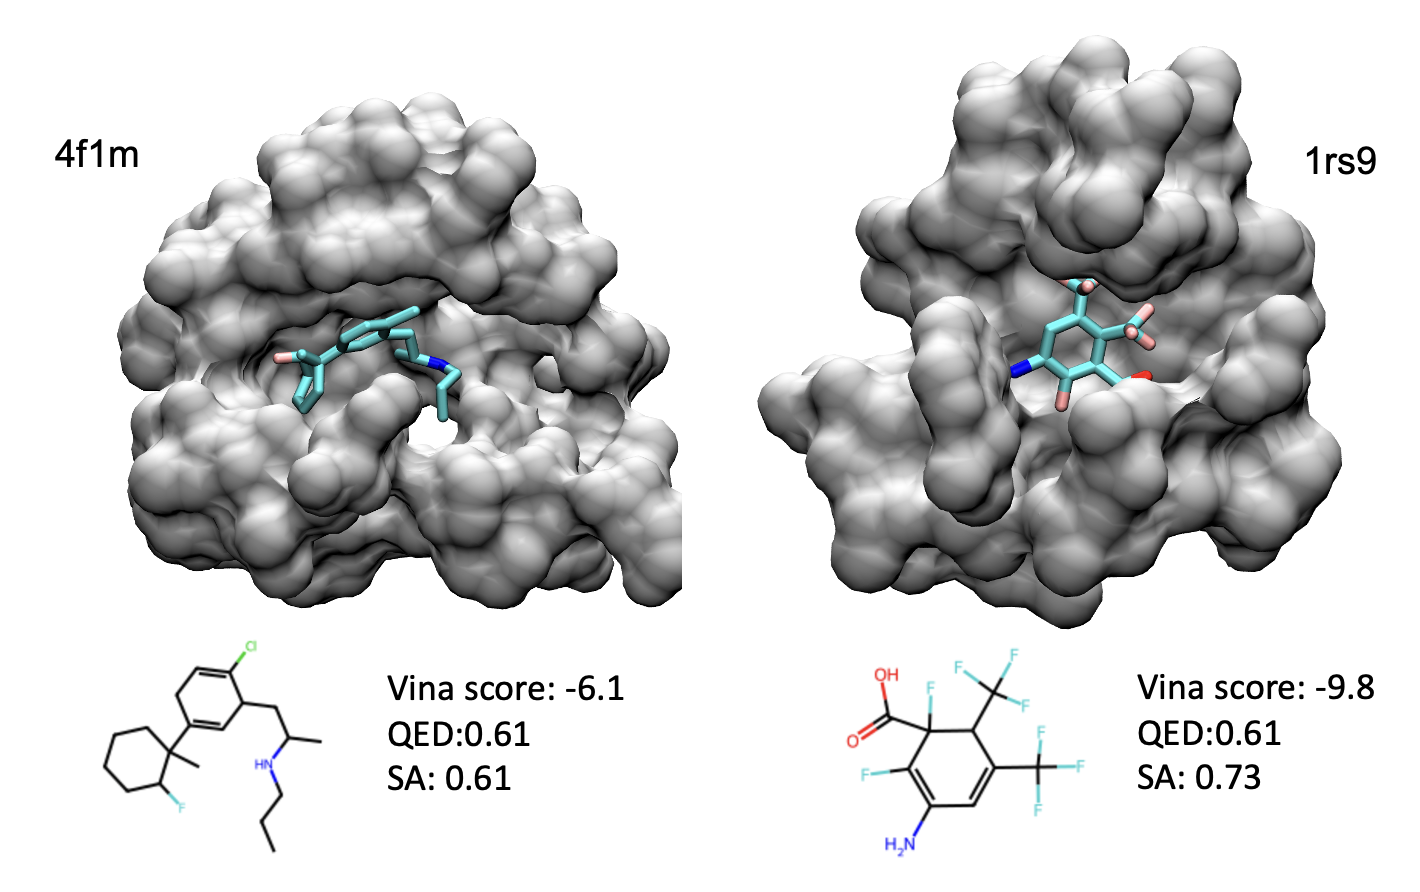 4f1m
1rs9
Cl
HN
F
Vina score: -6.1
QED:0.61
SA: 0.61
OH
O
F
F
F
F
F
F
F
F
H₂N
Vina score: -9.8
QED:0.61
SA: 0.73